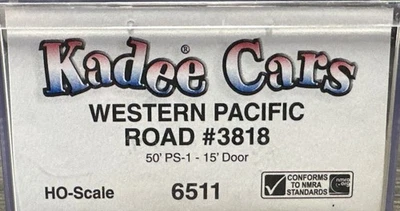 Kadee® Cars
WESTERN PACIFIC
ROAD #3818
50' PS-1 - 15' Door
HO-Scale 6511 CONFORMS
TO NMRA
STANDARDS